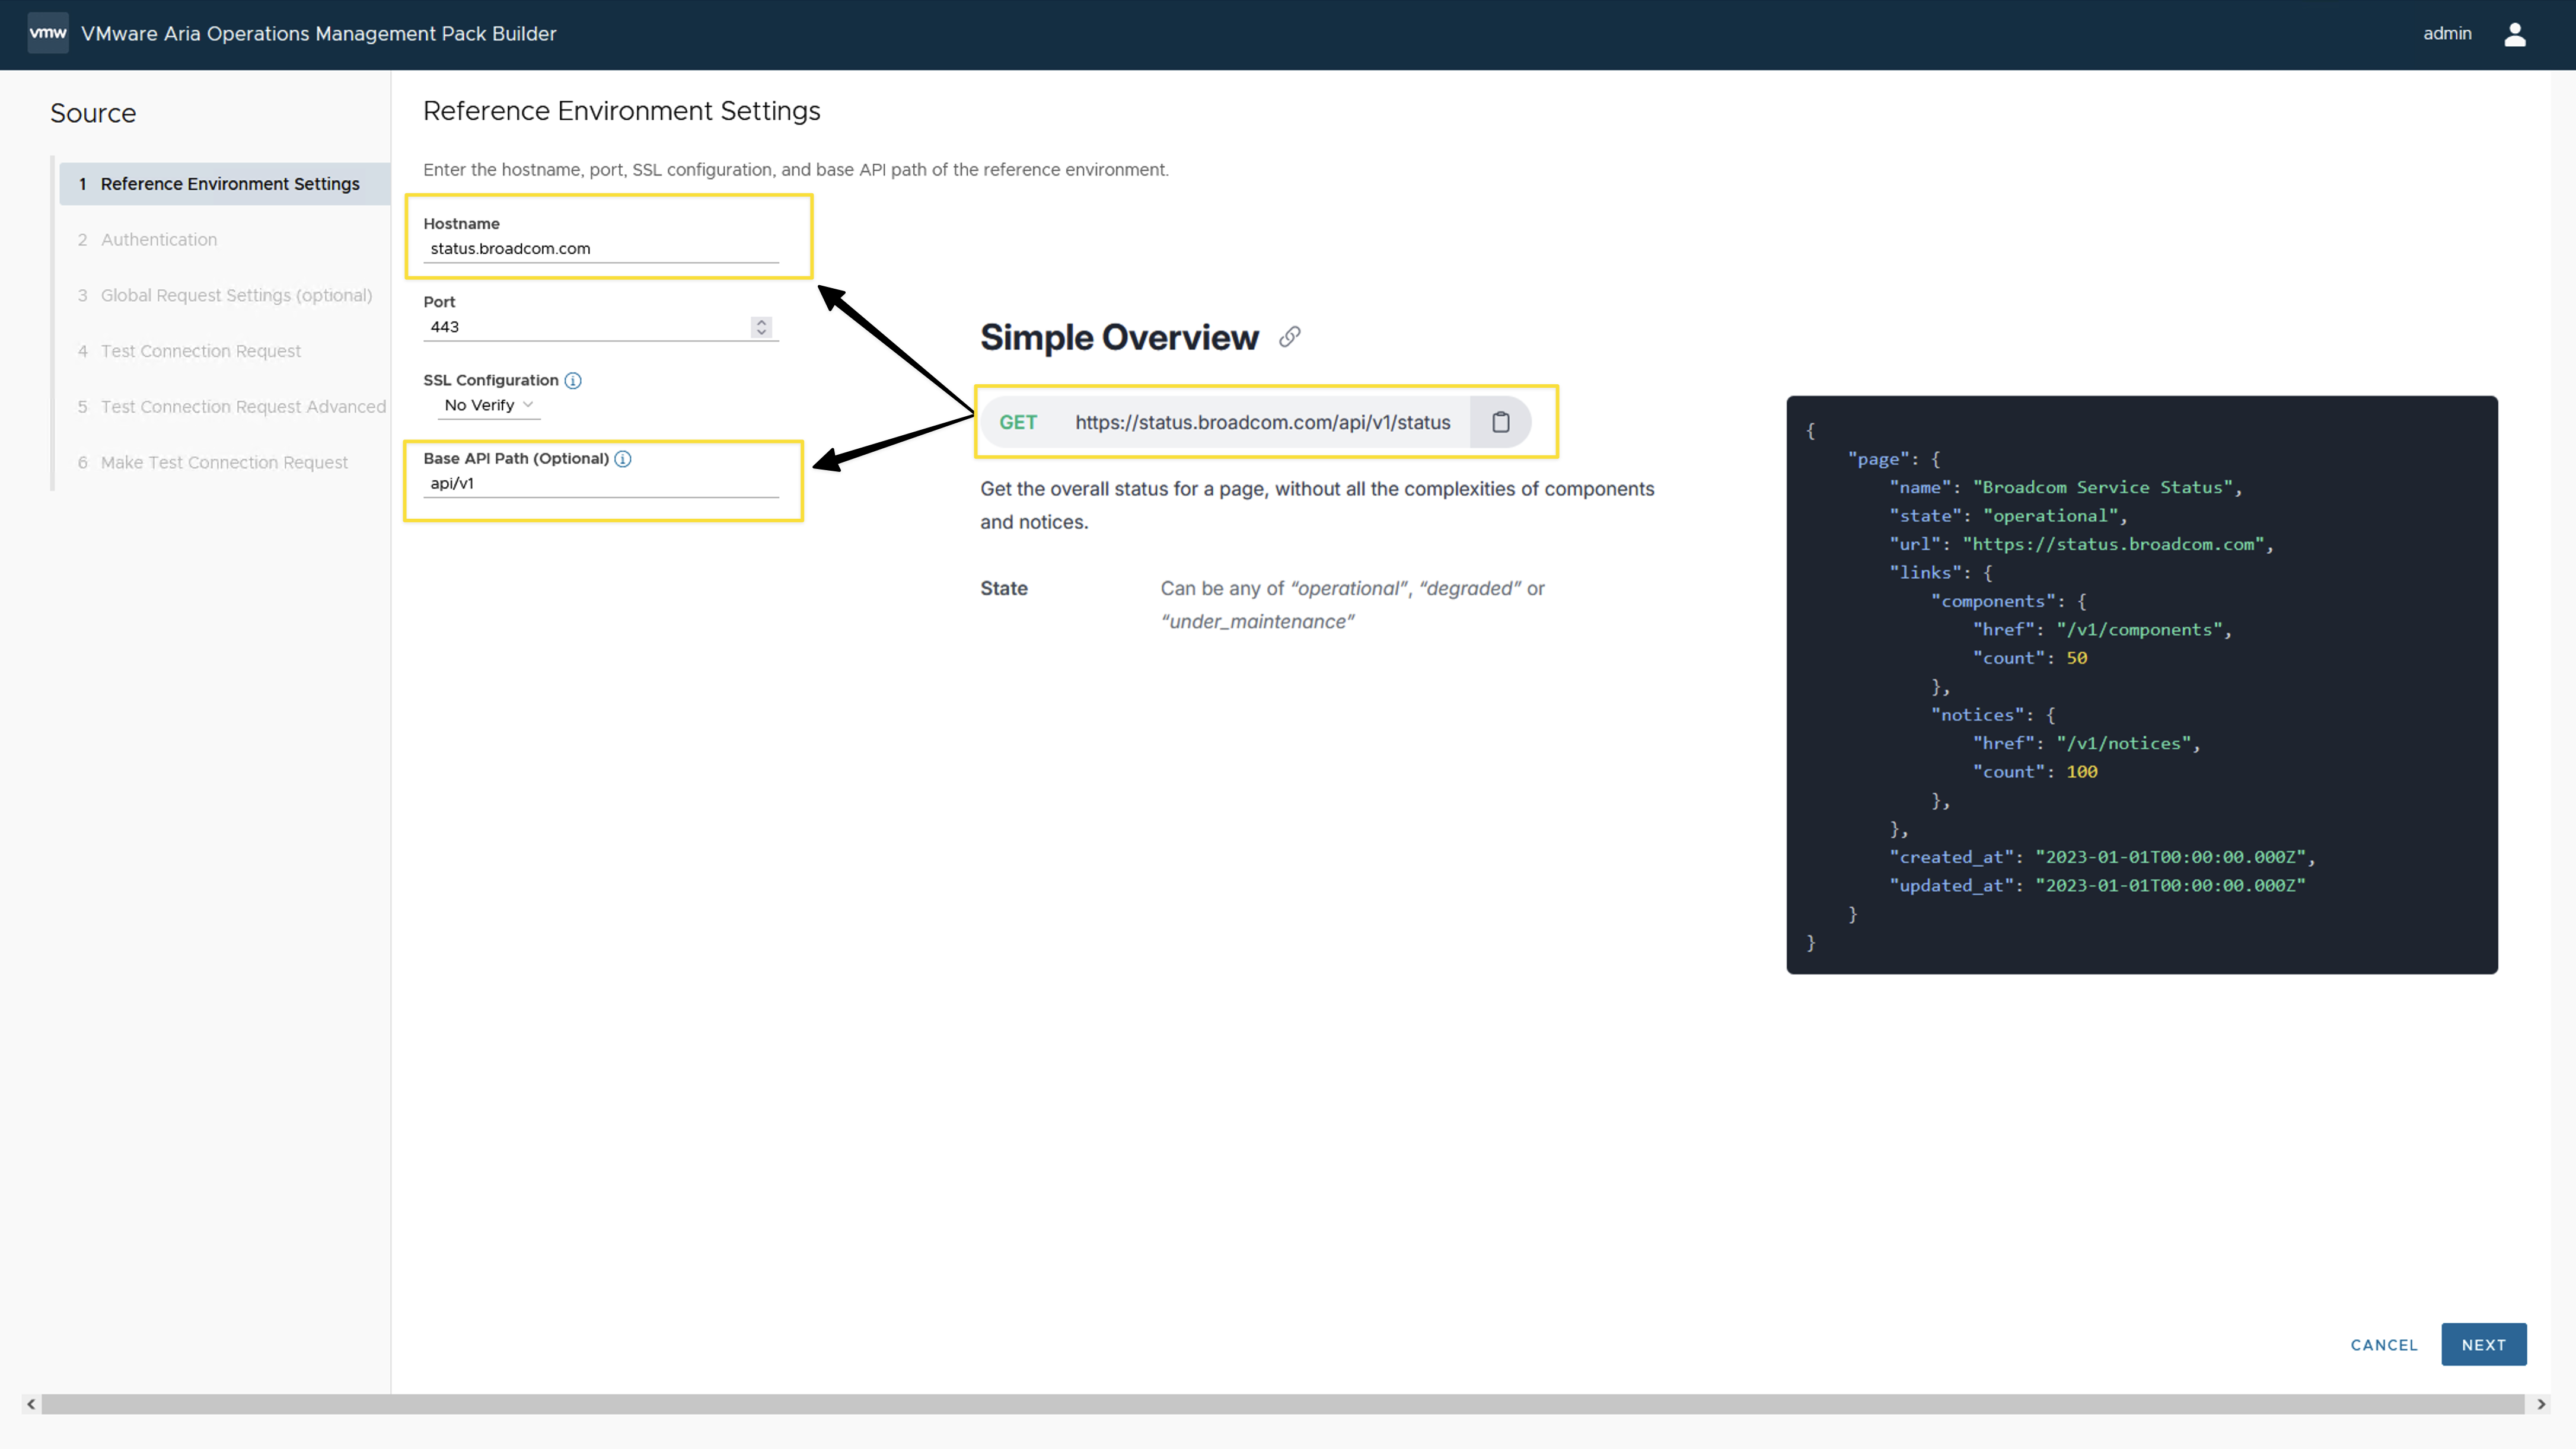 vmw VMware Aria Operations Management Pack Builder
admin
Source
1 Reference Environment Settings
2 Authentication
3 Global Request Settings (optional)
4 Test Connection Request
5 Test Connection Request Advanced
6 Make Test Connection Request
Reference Environment Settings
Enter the hostname, port, SSL configuration, and base API path of the reference environment.
Hostname
status.broadcom.com
Port
443
SSL Configuration
No Verify
Base API Path (Optional)
api/v1
Simple Overview
GET https://status.broadcom.com/api/v1/status
Get the overall status for a page, without all the complexities of components
and notices.
State Can be any of “operational”, “degraded” or
“under_maintenance”
{
"page": {
"name": "Broadcom Service Status",
"state": "operational",
"url": "https://status.broadcom.com",
"links": {
"components": {
"href": "/v1/components",
"count": 50
},
"notices": {
"href": "/v1/notices",
"count": 100
},
},
"created_at": "2023-01-01T00:00:00.000Z",
"updated_at": "2023-01-01T00:00:00.000Z"
}
}
CANCEL
NEXT